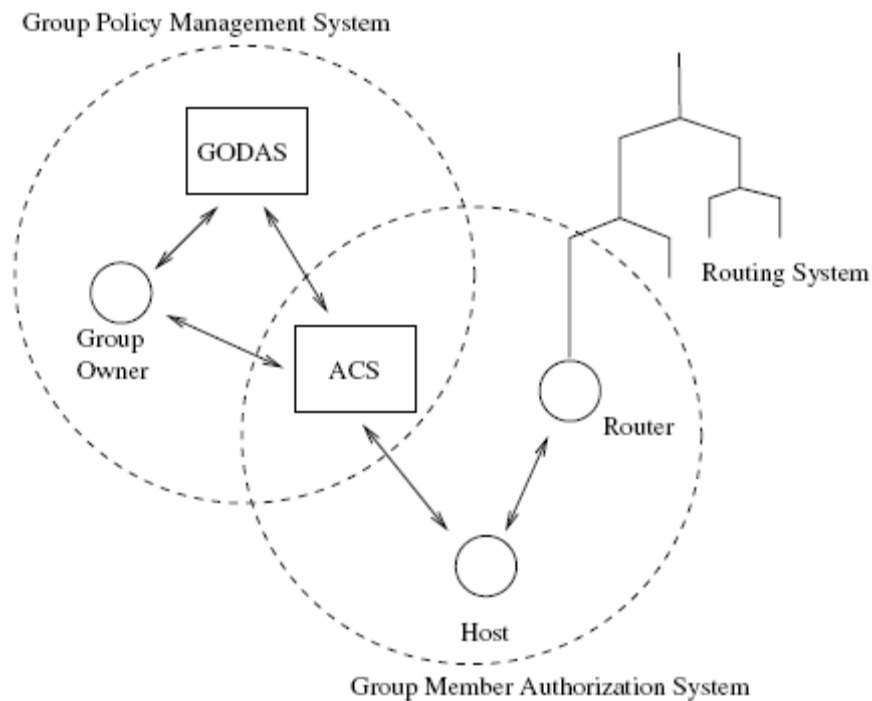 Group Policy Management System
GODAS
Routing System
Group
Owner
ACS
Router
Host
Group Member Authorization System